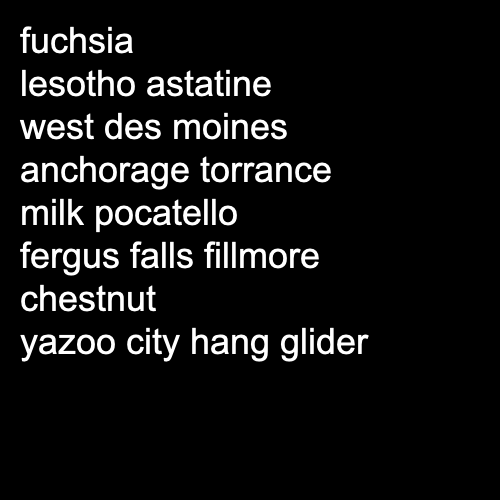 fuchsia
lesotho astatine
west des moines
anchorage torrance
milk pocatello
fergus falls fillmore
chestnut
yazoo city hang glider